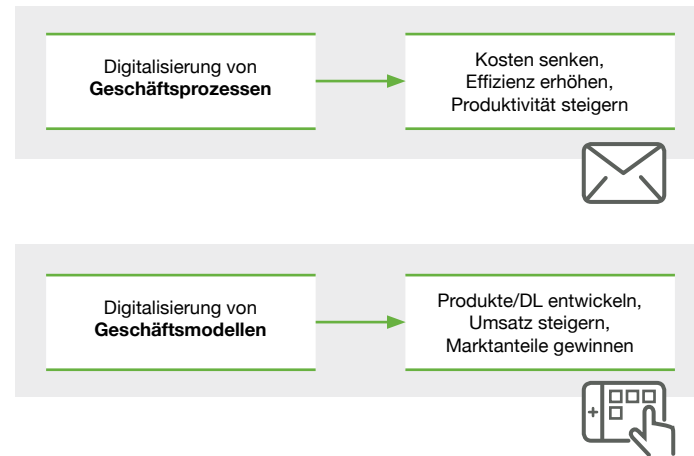 Digitalisierung von
Geschäftsprozessen
Kosten senken,
Effizienz erhöhen,
Produktivität steigern
Digitalisierung von
Geschäftsmodellen
Produkte/DL entwickeln,
Umsatz steigern,
Marktanteile gewinnen